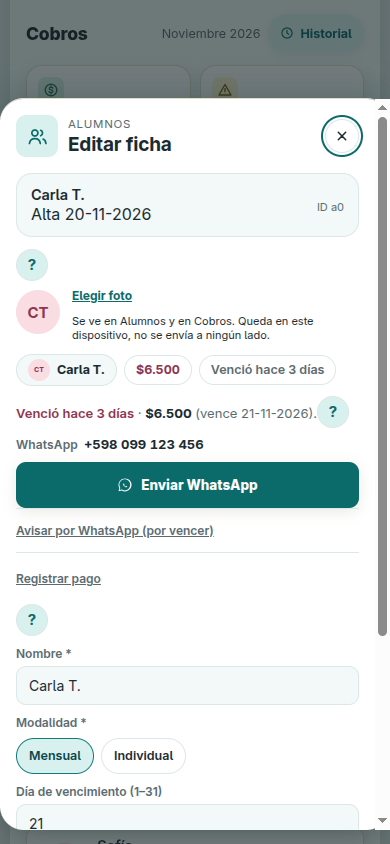 Cobros
Noviembre 2026
Historial
ALUMNOS
Editar ficha
Carla T.
Alta 20-11-2026
ID a0
?
CT
Elegir foto
Se ve en Alumnos y en Cobros. Queda en este
dispositivo, no se envía a ningún lado.
CT Carla T.
$6.500
Venció hace 3 días
Venció hace 3 días · $6.500 (vence 21-11-2026).
?
WhatsApp +598 099 123 456
Enviar WhatsApp
Avisar por WhatsApp (por vencer)
Registrar pago
?
Nombre *
Carla T.
Modalidad *
Mensual
Individual
Día de vencimiento (1–31)
21